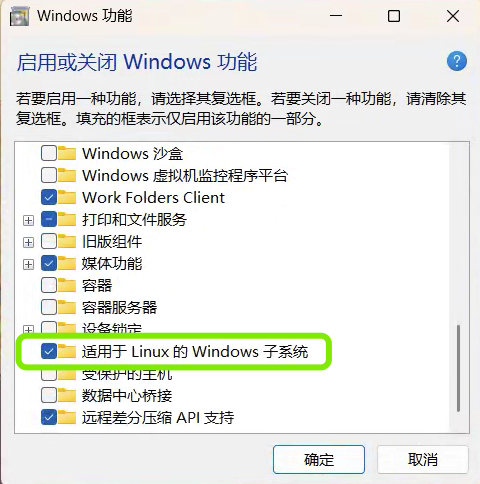 Windows 功能
启用或关闭 Windows 功能
?
若要启用一种功能，请选择其复选框。若要关闭一种功能，请清除其
复选框。填充的框表示仅启用该功能的一部分。
Windows 沙盒
Windows 虚拟机监控程序平台
Work Folders Client
打印和文件服务
旧版组件
媒体功能
容器
容器服务器
设备锁定
适用于 Linux 的 Windows 子系统
受保护的主机
数据中心桥接
远程差分压缩 API 支持
确定
取消